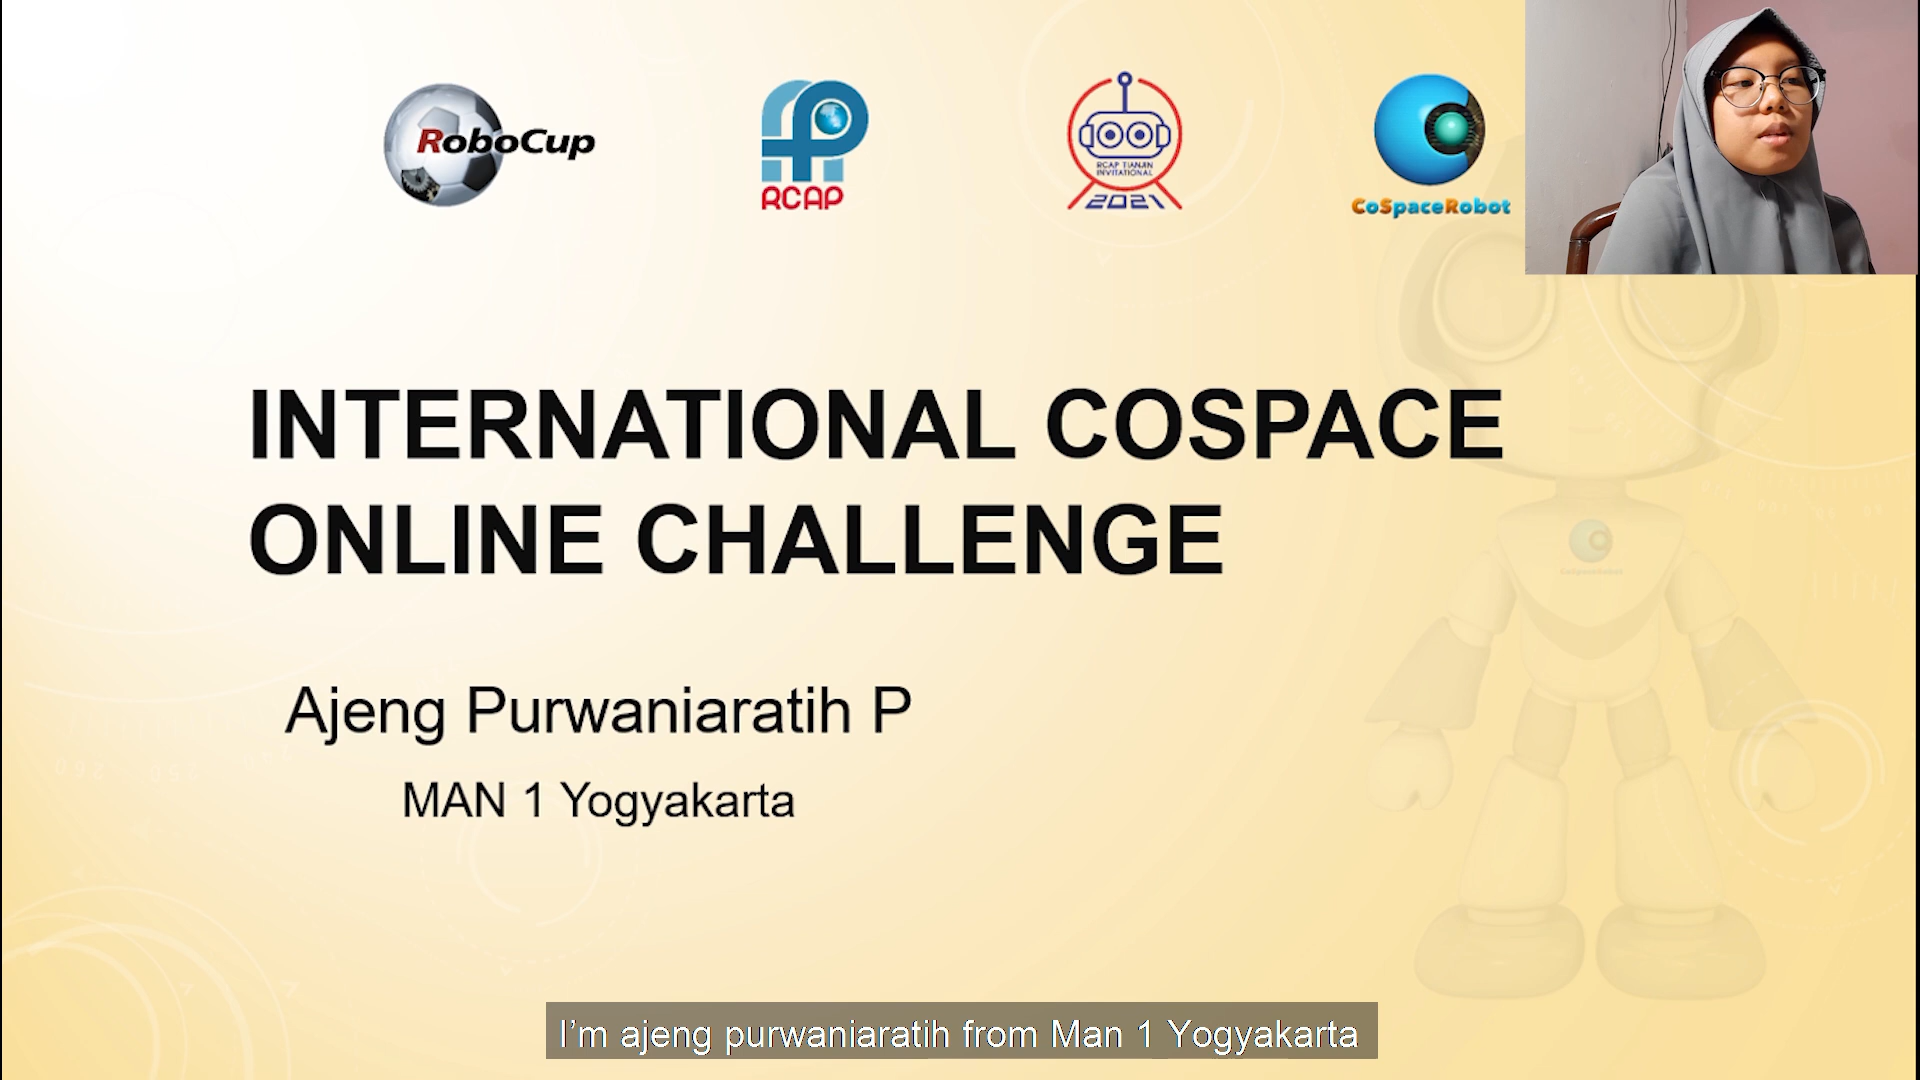 RoboCup
RCAP
RCAP TIANJIN
INVITATIONAL
2021
CoSpaceRobot
INTERNATIONAL COSPACE
ONLINE CHALLENGE
Ajeng Purwaniaratih P
MAN 1 Yogyakarta
CoSpaceRobot
I'm ajeng purwaniaratih from Man 1 Yogyakarta